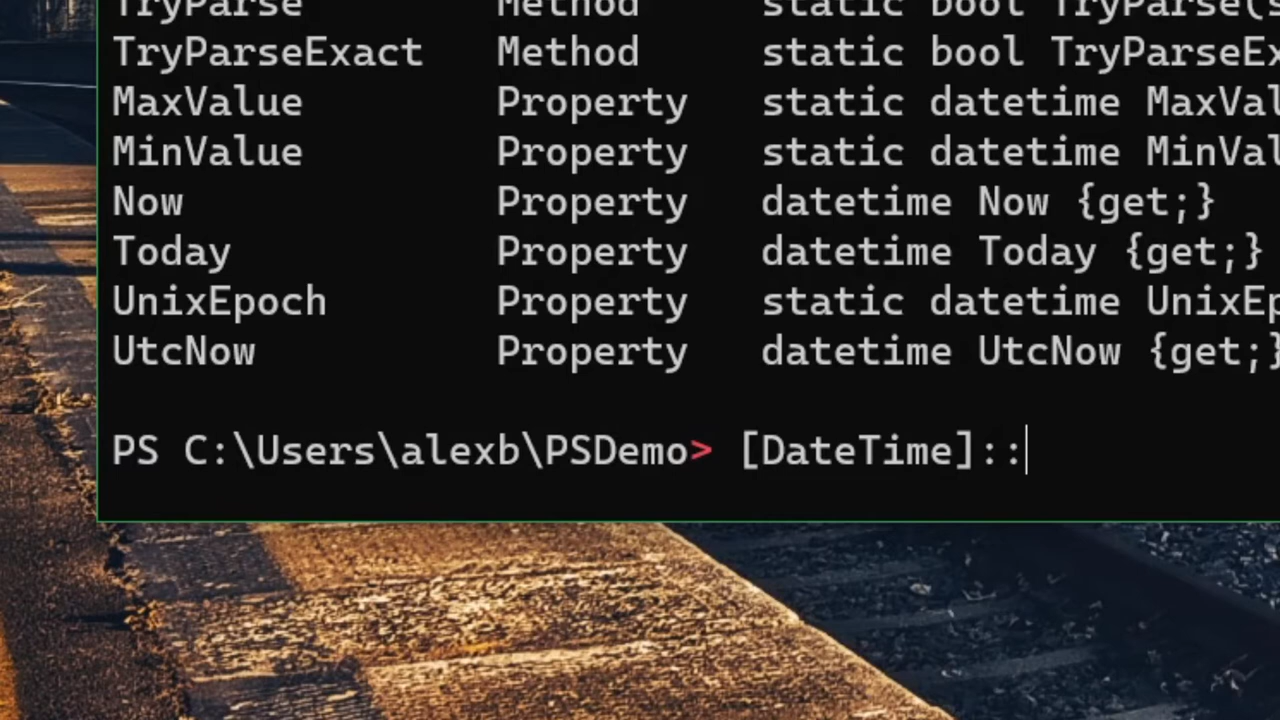 TryParse Method static bool TryParse(s
TryParseExact Method static bool TryParseEx
MaxValue Property static datetime MaxVal
MinValue Property static datetime MinVal
Now Property datetime Now {get;}
Today Property datetime Today {get;}
UnixEpoch Property static datetime UnixEp
UtcNow Property datetime UtcNow {get;}
PS C:\Users\alexb\PSDemo> [DateTime]::